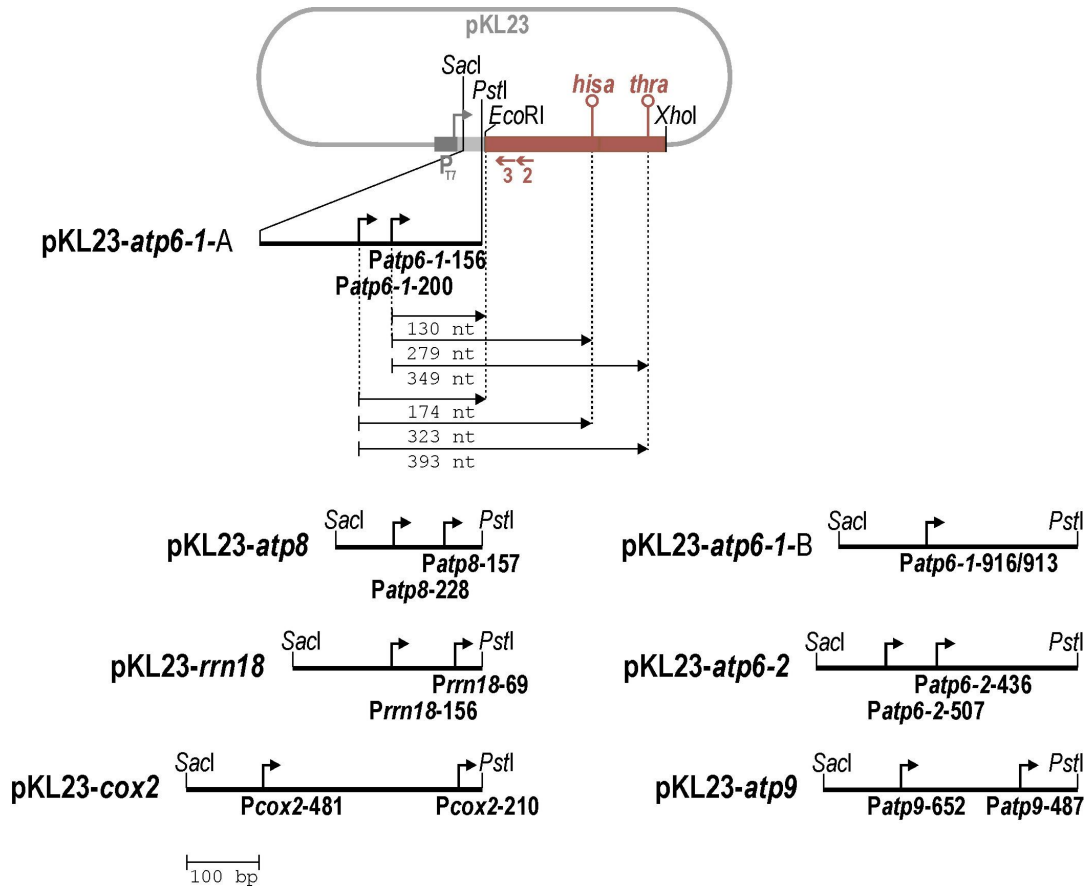 pKL23
SacI
PstI
EcoRI
hisa
thra
XhoI
PT7
3 2
pKL23-atp6-1-A
Patp6-1-156
Patp6-1-200
130 nt
279 nt
349 nt
174 nt
323 nt
393 nt
SacI PstI
pKL23-atp8
Patp8-157
Patp8-228
SacI PstI
pKL23-atp6-1-B
Patp6-1-916/913
SacI PstI
pKL23-rrn18
Prrn18-69
Prrn18-156
SacI PstI
pKL23-atp6-2
Patp6-2-436
Patp6-2-507
SacI PstI
pKL23-cox2
Pcox2-481 Pcox2-210
SacI PstI
pKL23-atp9
Patp9-652 Patp9-487
100 bp